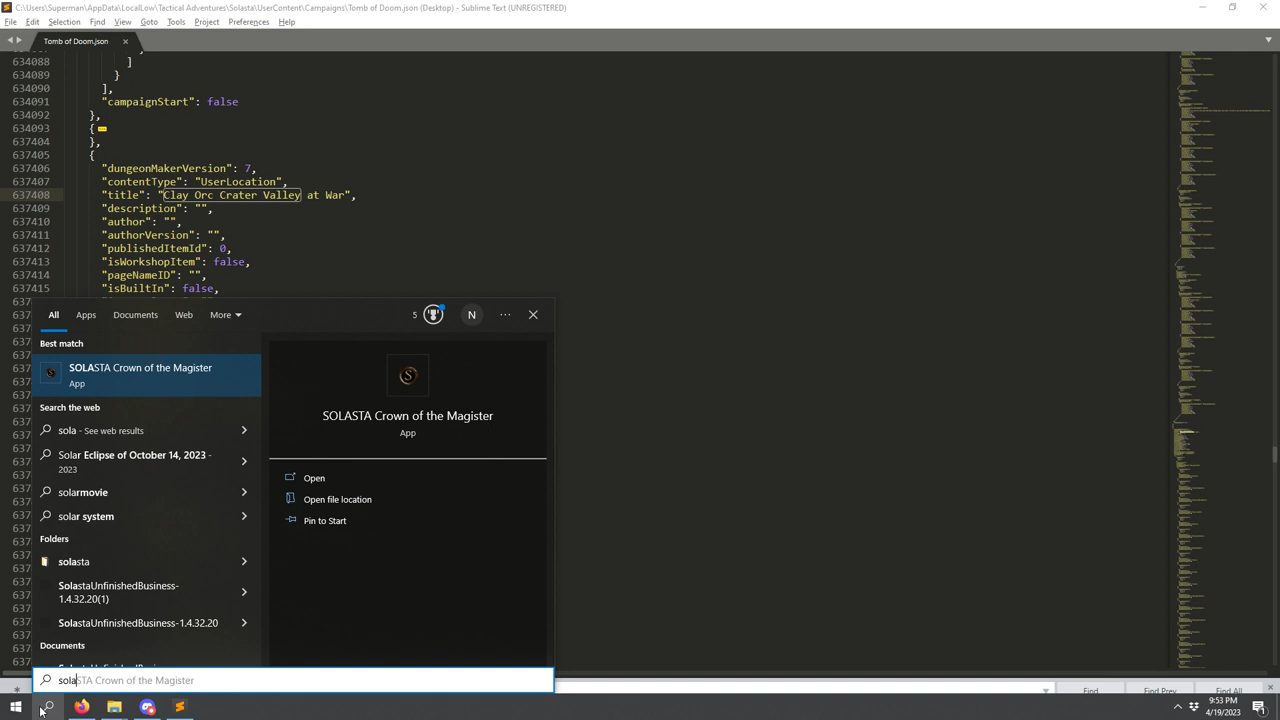 C:\Users\Superman\AppData\LocalLow\Tactical Adventures\Solasta\UserContent\Campaigns\Tomb of Doom.json (Desktop) - Sublime Text (UNREGISTERED)
File Edit Selection Find View Goto Tools Project Preferences Help
Tomb of Doom.json
634088 ]
634089 }
634090 ],
634091 "campaignStart": false
634092 },
634093 {
637404 },
637405 {
637406 "dungeonMakerVersion": 7,
637407 "contentType": "UserLocation",
637408 "title": "Clay Orc Crater Valley at War",
637409 "description": "",
637410 "author": "",
637411 "authorVersion": "",
637412 "publishedItemId": 0,
637413 "isWorkshopItem": false,
637414 "pageNameID": "",
"isBuiltIn": false,
All Apps Documents Web More
N
Best match
SOLASTA Crown of the Magister
App
Search the web
sola - See web results
Solar Eclipse of October 14, 2023 -
2023
solarmovie
solar system
Folders
solasta
SolastaUnfinishedBusiness-
1.4.32.20(1)
SolastaUnfinishedBusiness-1.4.32.20
Documents
SOLASTA Crown of the Magister
App
Open
Open file location
Pin to Start
solaSTA Crown of the Magister
Find Find Prev Find All
9:53 PM
4/19/2023